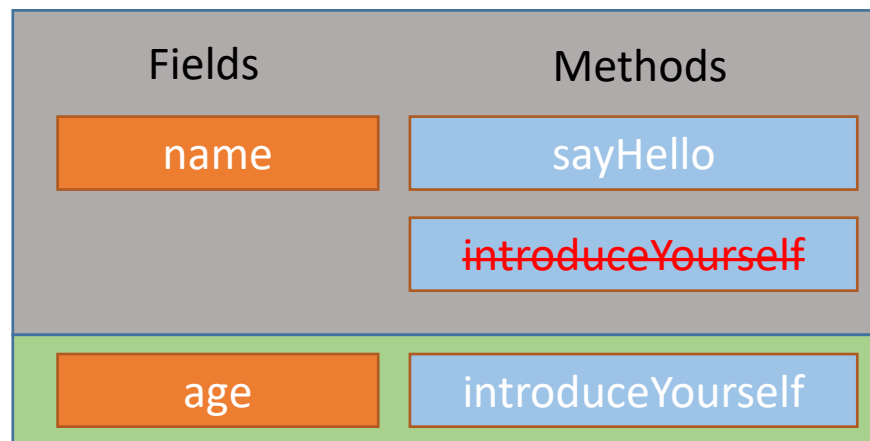 Fields Methods
name sayHello
introduceYourself
age introduceYourself